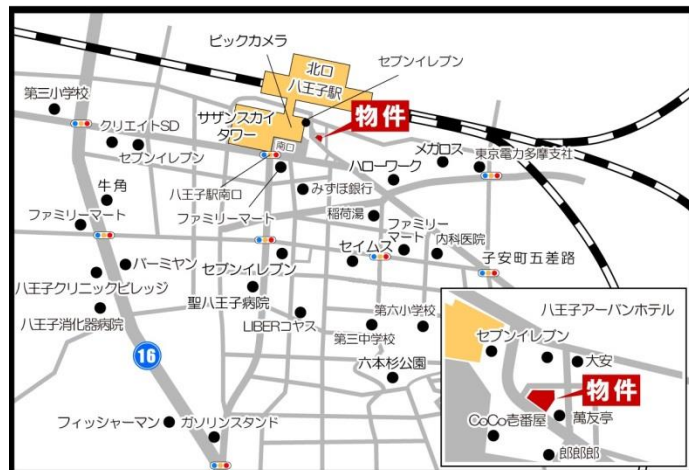 ビックカメラ
北口
八王子駅
セブンイレブン
第三小学校
クリエイトSD
セブンイレブン
サザンスカイ
タワー
南口
物件
ハローワーク
メガロス
東京電力多摩支社
牛角
八王子駅南口
みずほ銀行
ファミリーマート
ファミリーマート
稲荷湯
ファミリー
マート
内科医院
バーミヤン
セブンイレブン
セイムス
子安町五差路
八王子クリニックビレッジ
聖八王子病院
八王子消化器病院
LIBERコヤス
第六小学校
第三中学校
六本杉公園
16
フィッシャーマン
ガソリンスタンド
八王子アーバンホテル
セブンイレブン
大安
物件
CoCo壱番屋
萬友亭
郎郎郎